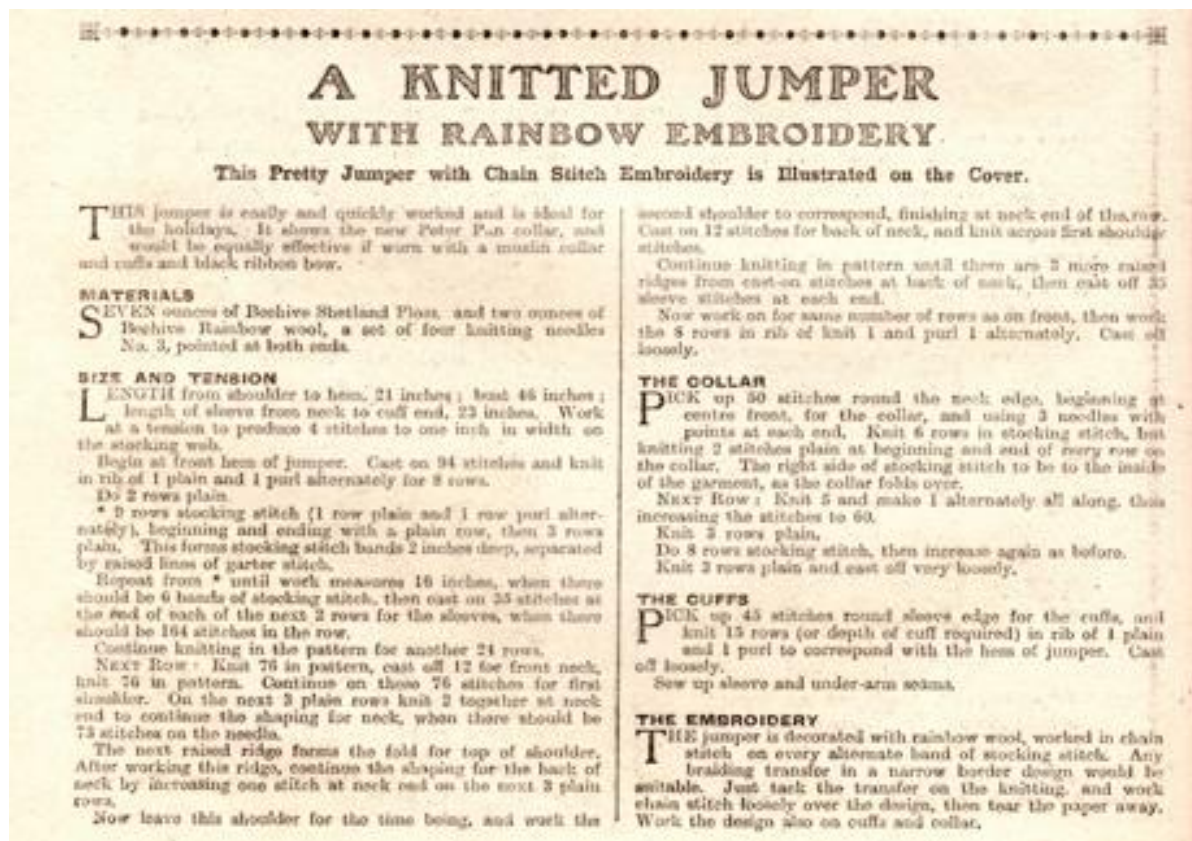 A KNITTED JUMPER
WITH RAINBOW EMBROIDERY
This Pretty Jumper with Chain Stitch Embroidery is Illustrated on the Cover.
THIS jumper is easily and quickly worked and is ideal for
the holidays. It shows the new Peter Pan collar, and
would be equally effective if worn with a muslin collar
and cuffs and black ribbon bow.
MATERIALS
SEVEN ounces of Beehive Shetland Floss, and two ounces of
Beehive Rainbow wool, a set of four knitting needles
No. 3, pointed at both ends.
SIZE AND TENSION
LENGTH from shoulder to hem, 21 inches; bust 46 inches;
length of sleeve from neck to cuff end, 23 inches. Work
at a tension to produce 4 stitches to one inch in width on
the stocking web.
Begin at front hem of jumper. Cast on 94 stitches and knit
in rib of 1 plain and 1 purl alternately for 8 rows.
Do 2 rows plain.
* 9 rows stocking stitch (1 row plain and 1 row purl alter-
nately), beginning and ending with a plain row, then 3 rows
plain. This forms stocking stitch bands 2 inches deep, separated
by raised lines of garter stitch.
Repeat from * until work measures 16 inches, when there
should be 6 bands of stocking stitch, then cast on 35 stitches at
the end of each of the next 2 rows for the sleeves, when there
should be 164 stitches in the row.
Continue knitting in the pattern for another 24 rows.
NEXT ROW: Knit 76 in pattern, cast off 12 for front neck,
knit 76 in pattern. Continue on these 76 stitches for first
shoulder. On the next 3 plain rows knit 2 together at neck
end to continue the shaping for neck, when there should be
73 stitches on the needle.
The next raised ridge forms the fold for top of shoulder.
After working this ridge, continue the shaping for the back of
neck by increasing one stitch at neck end on the next 3 plain
rows.
Now leave this shoulder for the time being, and work the
second shoulder to correspond, finishing at neck end of the row.
Cast on 12 stitches for back of neck, and knit across first shoulder
stitches.
Continue knitting in pattern until there are 3 more raised
ridges from cast-on stitches at back of neck, then cast off 35
sleeve stitches at each end.
Now work on for same number of rows as on front, then work
the 8 rows in rib of knit 1 and purl 1 alternately. Cast off
loosely.
THE COLLAR
PICK up 50 stitches round the neck edge, beginning at
centre front, for the collar, and using 3 needles with
points at each end. Knit 6 rows in stocking stitch, but
knitting 2 stitches plain at beginning and end of every row on
the collar. The right side of stocking stitch to be to the inside
of the garment, as the collar folds over.
NEXT ROW: Knit 5 and make 1 alternately all along, thus
increasing the stitches to 60.
Knit 3 rows plain.
Do 8 rows stocking stitch, then increase again as before.
Knit 3 rows plain and cast off very loosely.
THE CUFFS
PICK up 45 stitches round sleeve edge for the cuffs, and
knit 15 rows (or depth of cuff required) in rib of 1 plain
and 1 purl to correspond with the hem of jumper. Cast
off loosely.
Sew up sleeve and under-arm seams.
THE EMBROIDERY
THE jumper is decorated with rainbow wool, worked in chain
stitch on every alternate band of stocking stitch. Any
braiding transfer in a narrow border design would be
suitable. Just tack the transfer on the knitting, and work
chain stitch loosely over the design, then tear the paper away.
Work the design also on cuffs and collar.